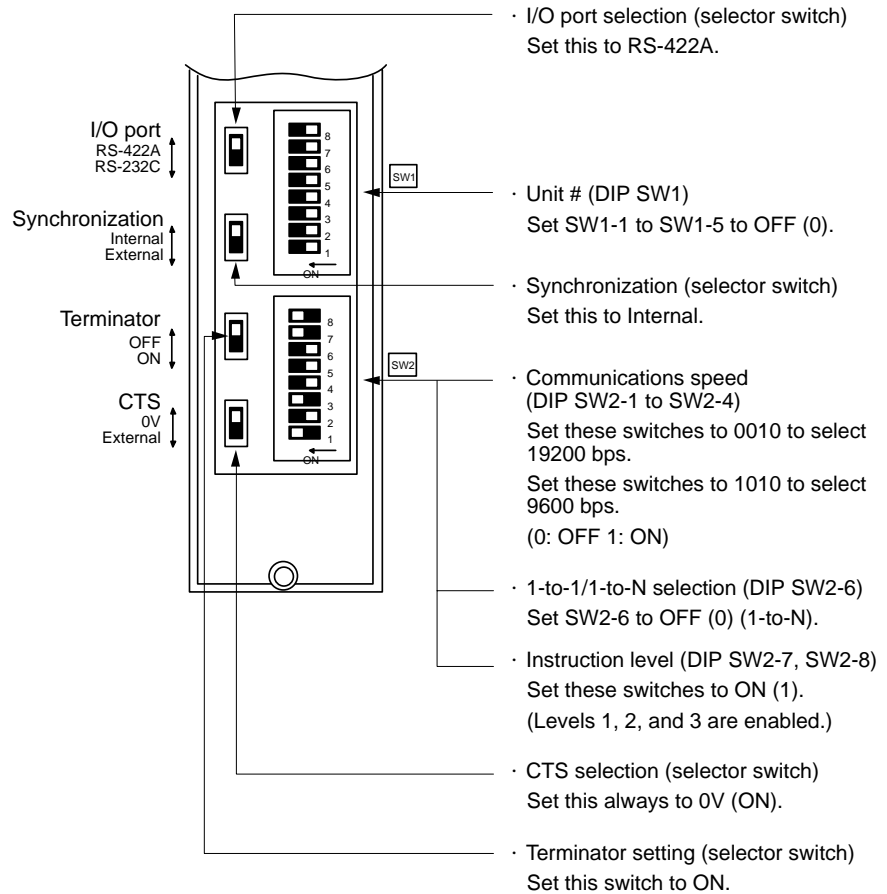 · I/O port selection (selector switch)
Set this to RS-422A.
I/O port
RS-422A
RS-232C
8
7
6
5
4
3
2
1
ON
SW1
· Unit # (DIP SW1)
Set SW1-1 to SW1-5 to OFF (0).
Synchronization
Internal
External
· Synchronization (selector switch)
Set this to Internal.
Terminator
OFF
ON
8
7
6
5
4
3
2
1
ON
SW2
· Communications speed
(DIP SW2-1 to SW2-4)
Set these switches to 0010 to select
19200 bps.
Set these switches to 1010 to select
9600 bps.
(0: OFF 1: ON)
CTS
0V
External
· 1-to-1/1-to-N selection (DIP SW2-6)
Set SW2-6 to OFF (0) (1-to-N).
· Instruction level (DIP SW2-7, SW2-8)
Set these switches to ON (1).
(Levels 1, 2, and 3 are enabled.)
· CTS selection (selector switch)
Set this always to 0V (ON).
· Terminator setting (selector switch)
Set this switch to ON.